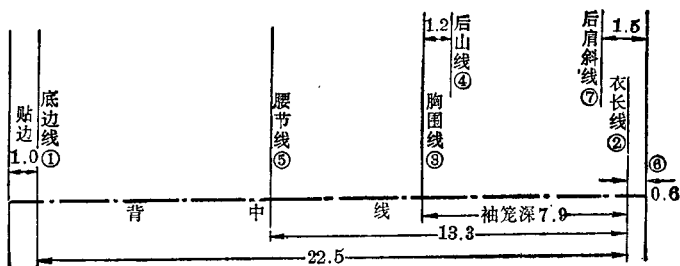 贴边
1.0
底边线①
腰节线⑤
1.2
后山线④
胸围线③
后肩斜线⑦
1.5
衣长线②
⑥
0.6
背中线
袖笼深7.9
13.3
22.5